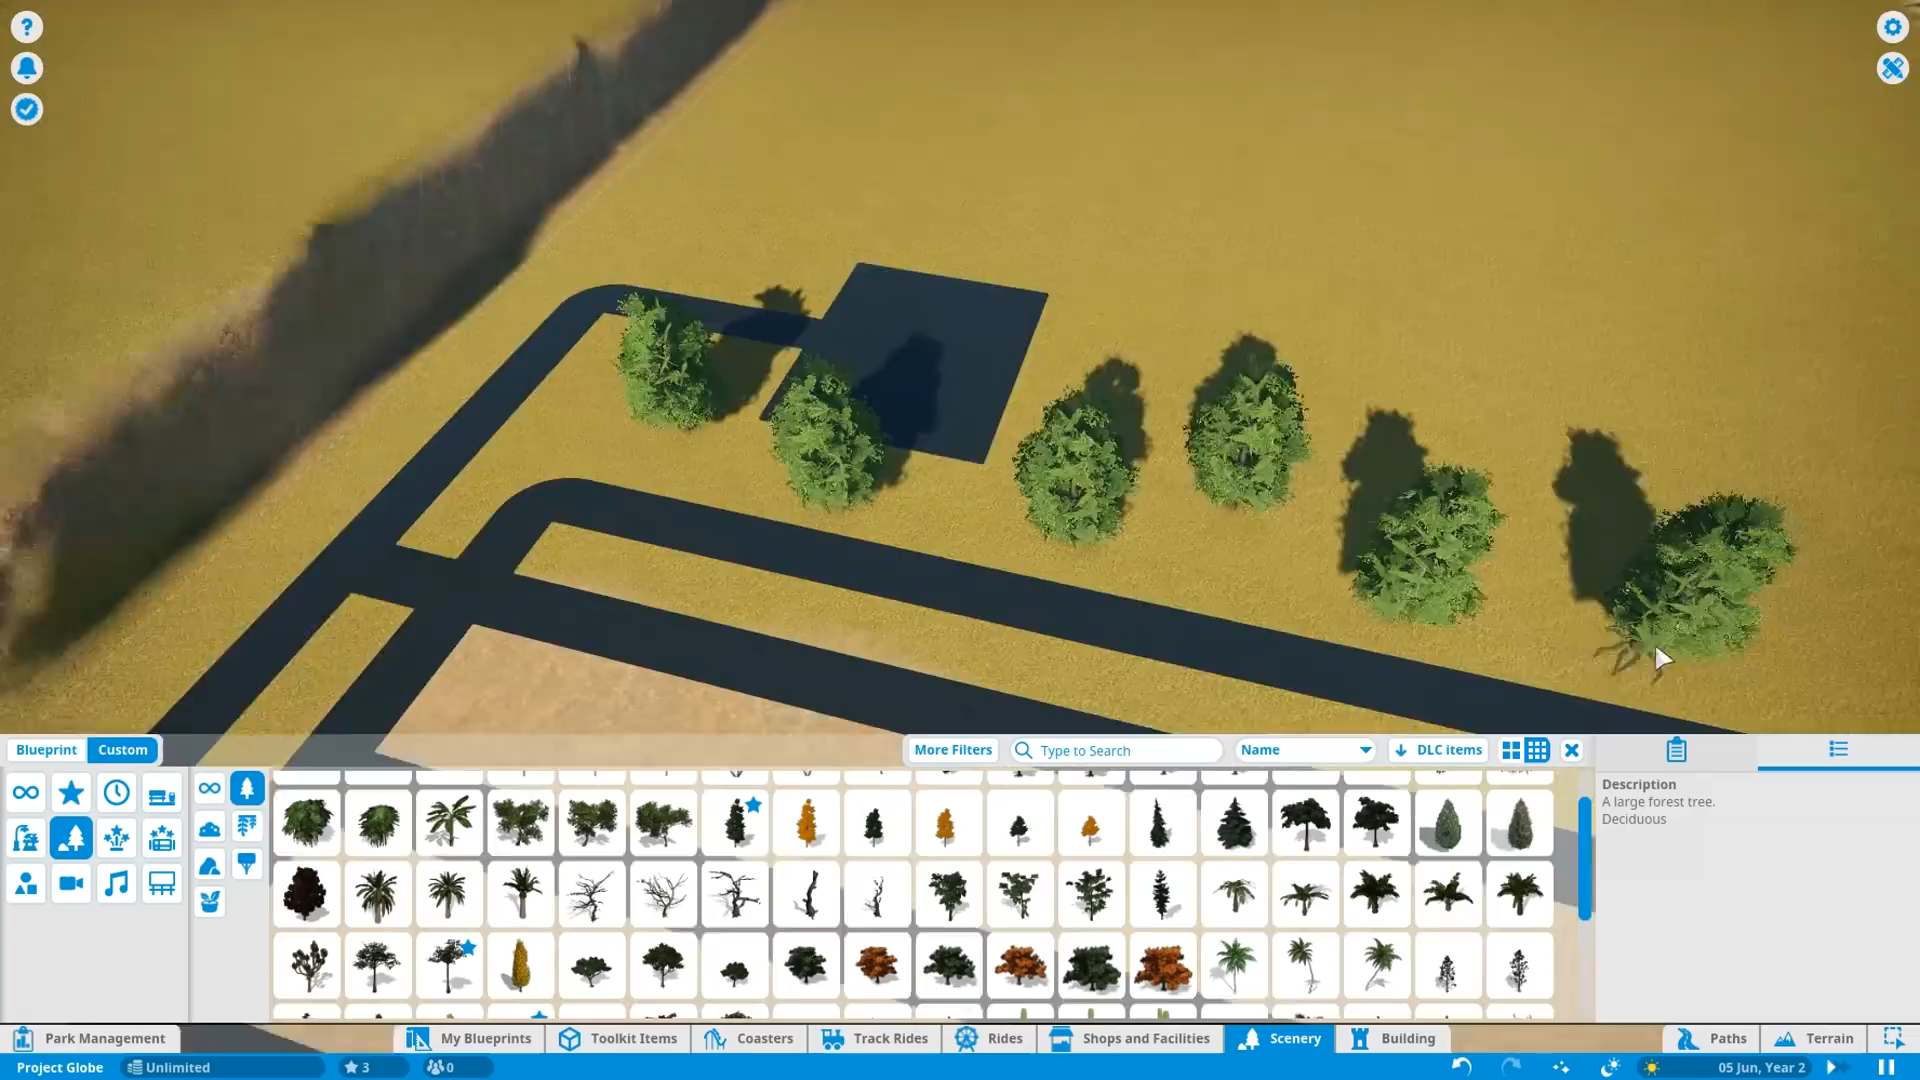 Blueprint
Custom
More Filters
Type to Search
Name
DLC items
Description
A large forest tree.
Deciduous
Park Management
My Blueprints
Toolkit Items
Coasters
Track Rides
Rides
Shops and Facilities
Scenery
Building
Paths
Terrain
Project Globe
Unlimited
3
0
05 Jun, Year 2